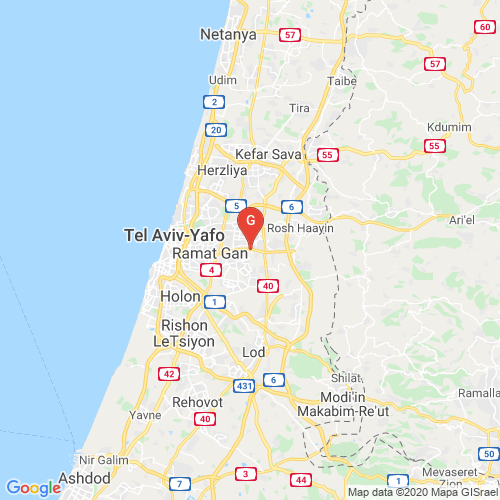 Netanya
57
Udim
57
Taibe
2
Tira
20
Kdumim
55
Kefar Sava
55
Herzliya
5
6
G
Ari'el
Rosh Haayin
Tel Aviv-Yafo
Ramat Gan
4
40
Holon
1
Rishon
LeTsiyon
Lod
42
431
6
Shilat
Modi'in
Makabim-Re'ut
Ramalla
Rehovot
Yavne
40
Nir Galim
50
Ashdod
7
3
44
1
Mevaseret
Zion
Google
Map data ©2020 Mapa GISrael